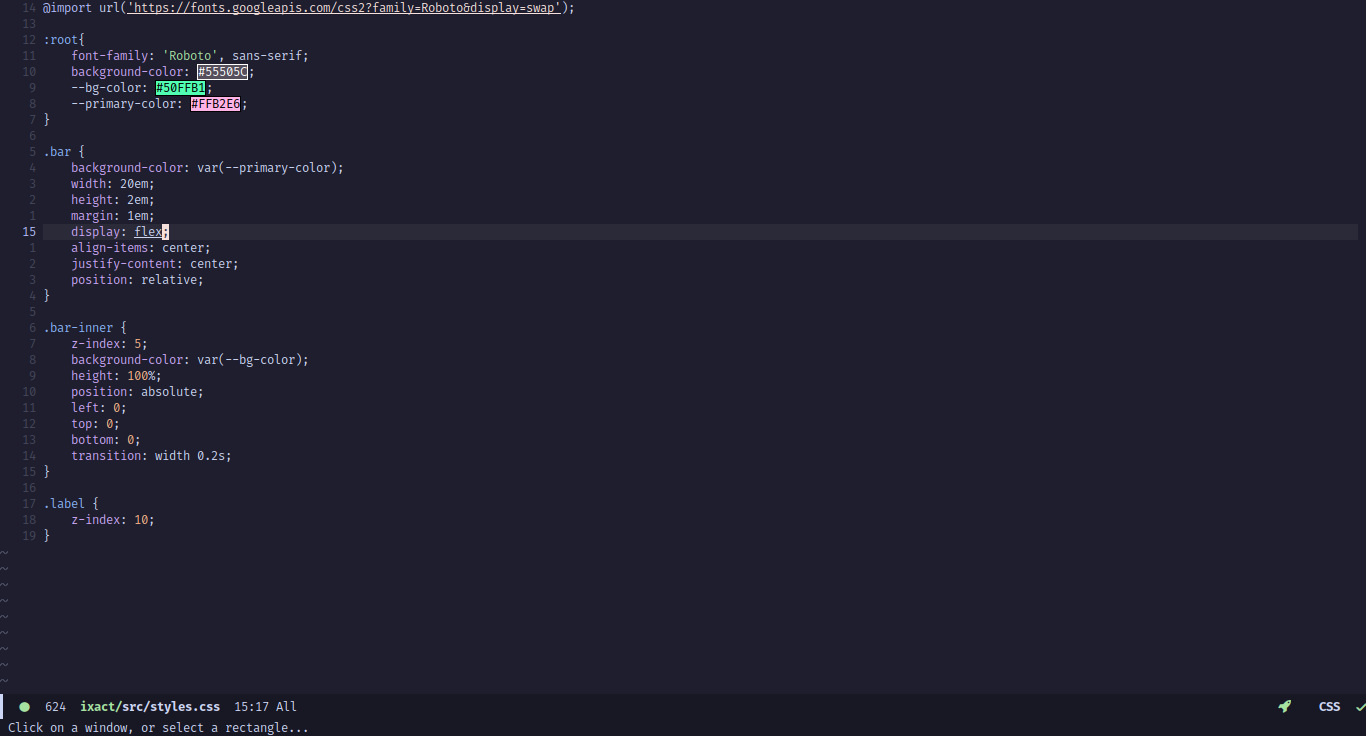 14 @import url('https://fonts.googleapis.com/css2?family=Roboto&display=swap');
13
12 :root{
11     font-family: 'Roboto', sans-serif;
10     background-color: #55505C;
9     --bg-color: #50FFB1;
8     --primary-color: #FFB2E6;
7 }
6
5 .bar {
4     background-color: var(--primary-color);
3     width: 20em;
2     height: 2em;
1     margin: 1em;
15     display: flex;
1     align-items: center;
2     justify-content: center;
3     position: relative;
4 }
5
6 .bar-inner {
7     z-index: 5;
8     background-color: var(--bg-color);
9     height: 100%;
10     position: absolute;
11     left: 0;
12     top: 0;
13     bottom: 0;
14     transition: width 0.2s;
15 }
16
17 .label {
18     z-index: 10;
19 }
~
~
~
~
~
~
~
~
~
624 ixact/src/styles.css 15:17 All CSS
Click on a window, or select a rectangle...